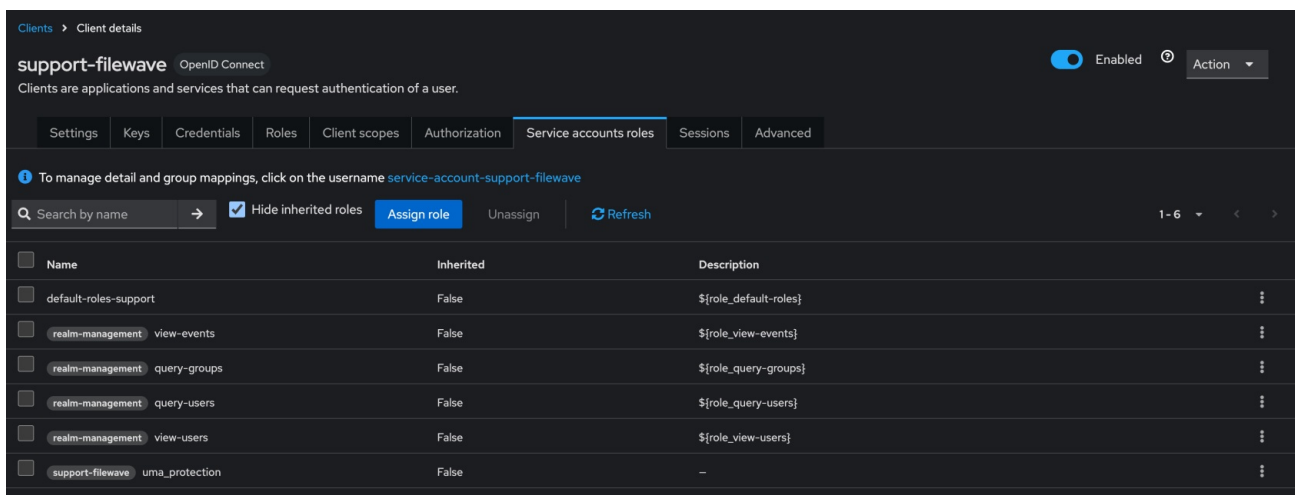 Clients > Client details
support-filewave OpenID Connect Enabled Action
Clients are applications and services that can request authentication of a user.
Settings Keys Credentials Roles Client scopes Authorization Service accounts roles Sessions Advanced
To manage detail and group mappings, click on the username service-account-support-filewave
Search by name Hide inherited roles Assign role Unassign Refresh 1-6
Name Inherited Description
default-roles-support False ${role_default-roles}
realm-management view-events False ${role_view-events}
realm-management query-groups False ${role_query-groups}
realm-management query-users False ${role_query-users}
realm-management view-users False ${role_view-users}
support-filewave uma_protection False –